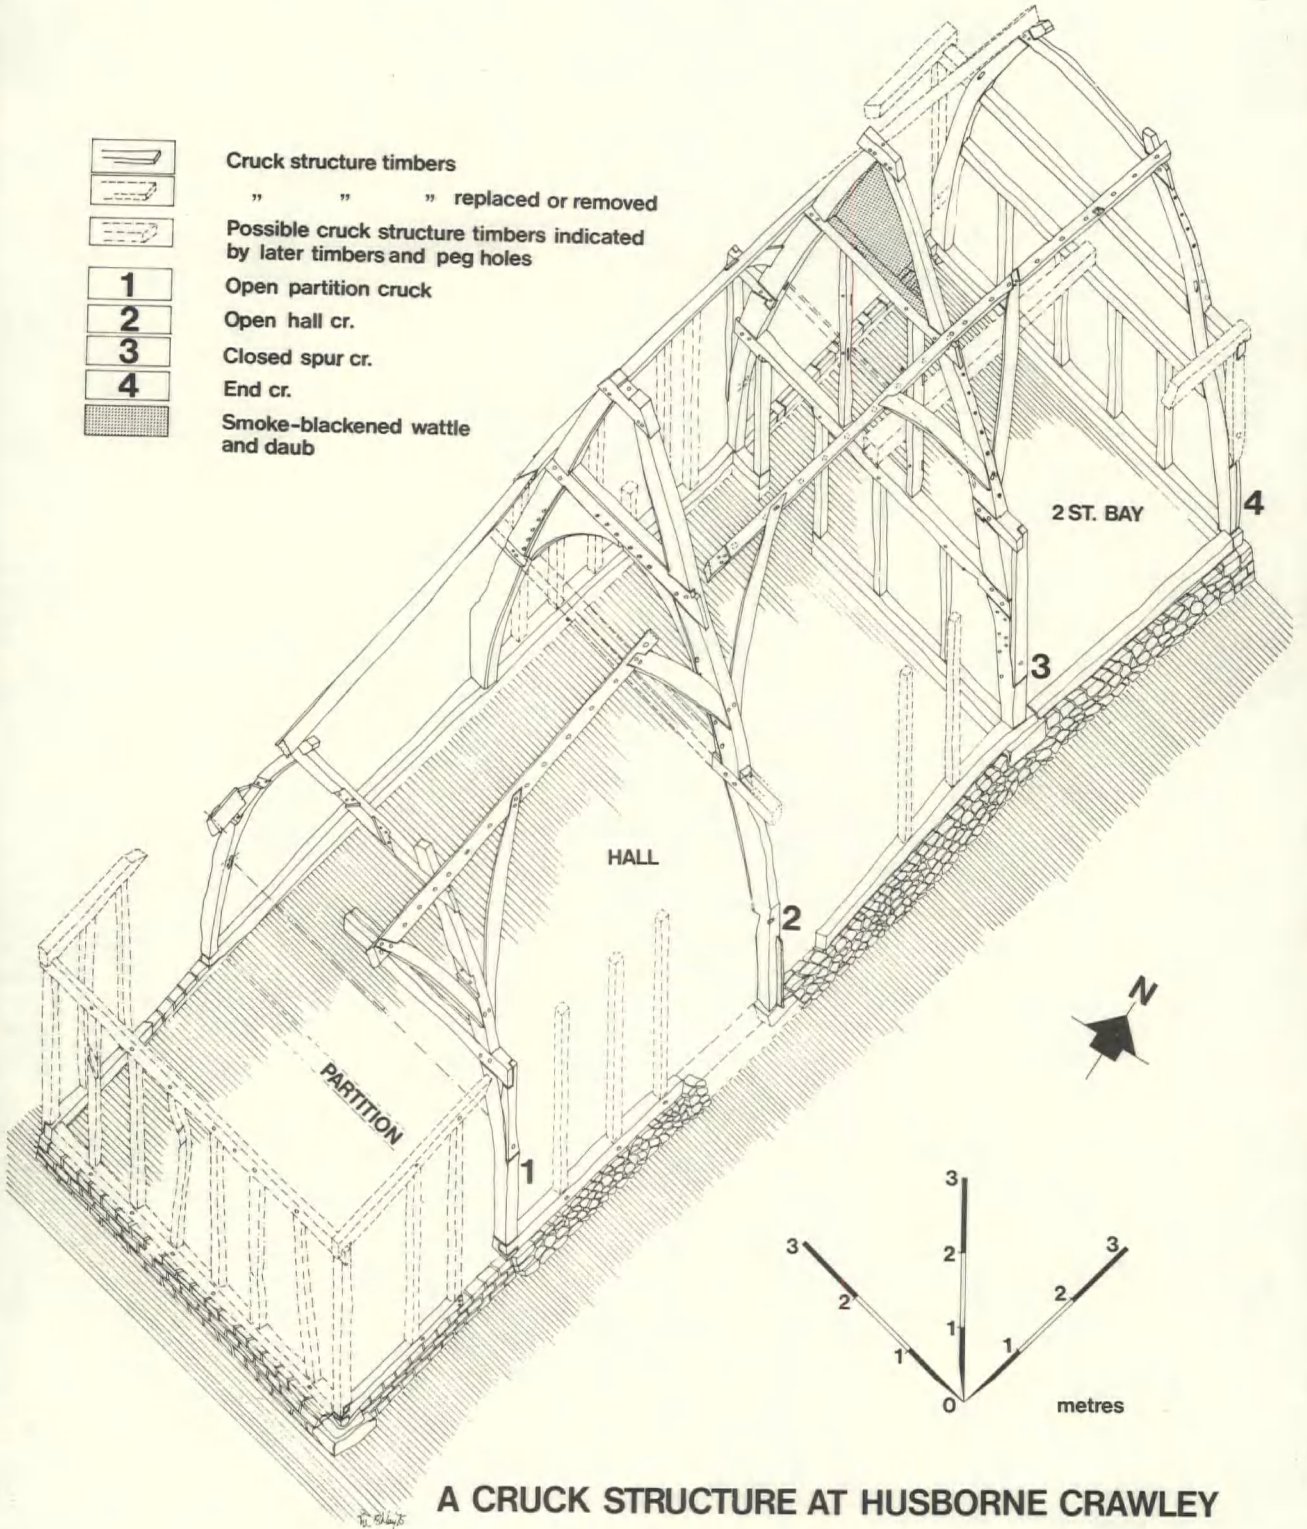 Cruck structure timbers
” ” ” replaced or removed
Possible cruck structure timbers indicated
by later timbers and peg holes
1 Open partition cruck
2 Open hall cr.
3 Closed spur cr.
4 End cr.
Smoke-blackened wattle
and daub
2 ST. BAY
4
3
HALL
2
N
PARTITION
1
3
3 3
2
2 2
1
1 1
0 metres
A CRUCK STRUCTURE AT HUSBORNE CRAWLEY